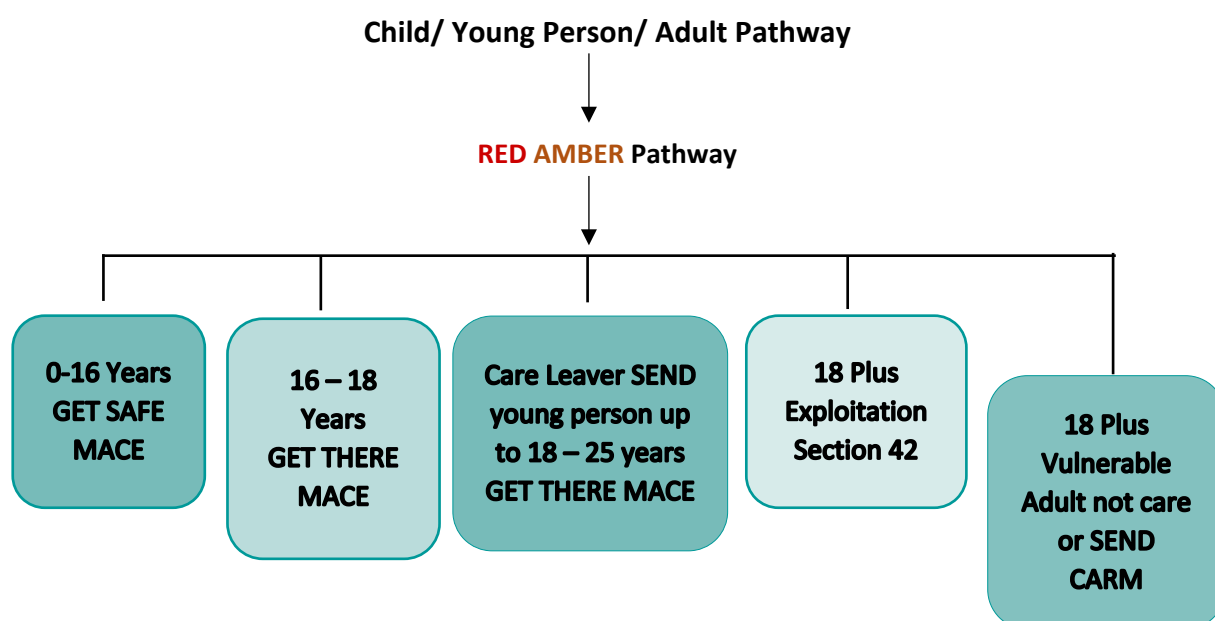 Child/ Young Person/ Adult Pathway
RED AMBER Pathway
0-16 Years
GET SAFE
MACE
16 – 18
Years
GET THERE
MACE
Care Leaver SEND
young person up
to 18 – 25 years
GET THERE MACE
18 Plus
Exploitation
Section 42
18 Plus
Vulnerable
Adult not care
or SEND
CARM